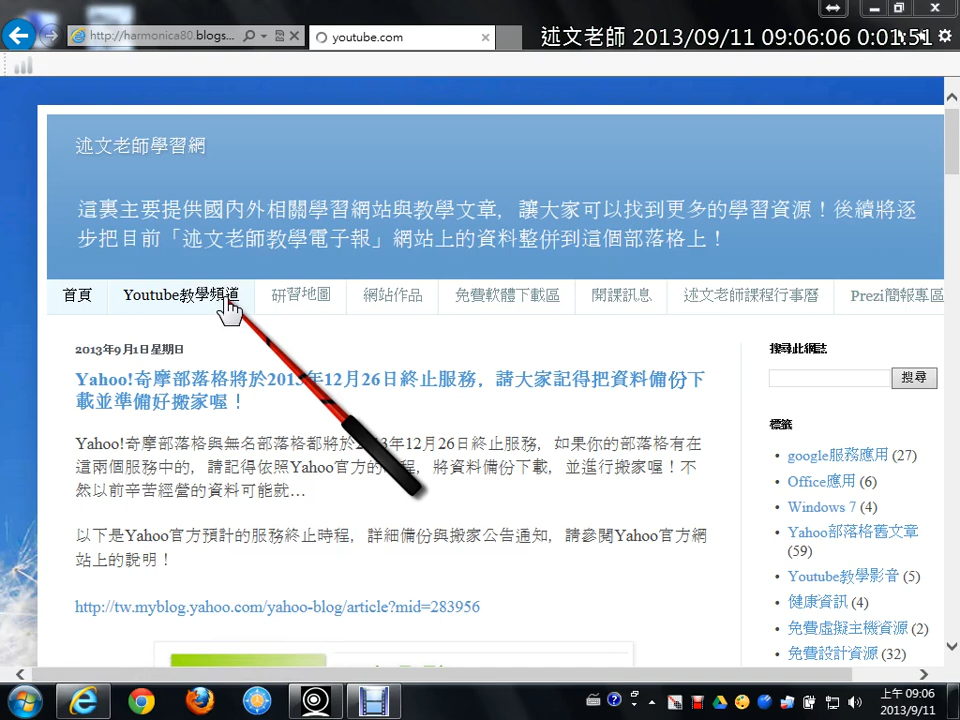 http://harmonica80.blogs...
youtube.com
述文老師 2013/09/11 09:06:06 0:01:51
述文老師學習網
這裏主要提供國內外相關學習網站與教學文章，讓大家可以找到更多的學習資源！後續將逐
步把目前「述文老師教學電子報」網站上的資料整併到這個部落格上！
首頁 Youtube教學頻道 研習地圖 網站作品 免費軟體下載區 開課訊息 述文老師課程行事曆 Prezi簡報專區
2013年9月1日星期日
Yahoo!奇摩部落格將於2013年12月26日終止服務，請大家記得把資料備份下
載並準備好搬家喔！
Yahoo!奇摩部落格與無名部落格都將於2013年12月26日終止服務，如果你的部落格有在
這兩個服務中的，請記得依照Yahoo官方的程，將資料備份下載，並進行搬家喔！不
然以前辛苦經營的資料可能就…
以下是Yahoo官方預計的服務終止時程，詳細備份與搬家公告通知，請參閱Yahoo官方網
站上的說明！
http://tw.myblog.yahoo.com/yahoo-blog/article?mid=283956
搜尋此網誌
搜尋
標籤
google服務應用 (27)
Office應用 (6)
Windows 7 (4)
Yahoo部落格舊文章
(59)
Youtube教學影音 (5)
健康資訊 (4)
免費虛擬主機資源 (2)
免費設計資源 (32)
上午 09:06
2013/9/11